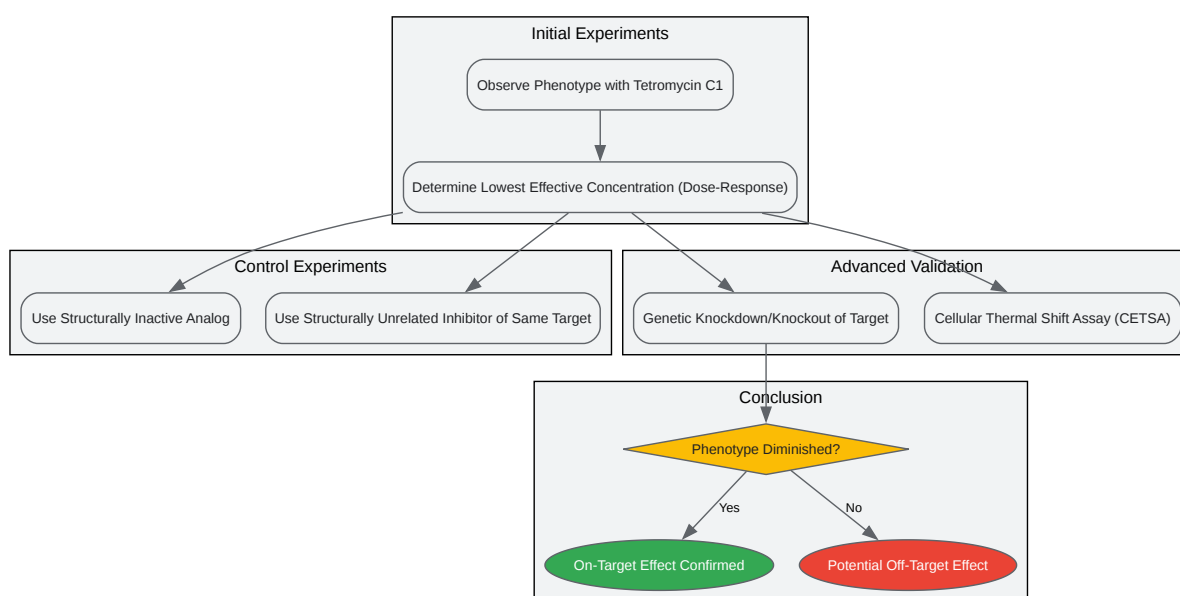 Initial Experiments
Observe Phenotype with Tetromycin C1
Determine Lowest Effective Concentration (Dose-Response)
Control Experiments
Use Structurally Inactive Analog
Use Structurally Unrelated Inhibitor of Same Target
Advanced Validation
Genetic Knockdown/Knockout of Target
Cellular Thermal Shift Assay (CETSA)
Conclusion
Phenotype Diminished?
Yes
No
On-Target Effect Confirmed
Potential Off-Target Effect